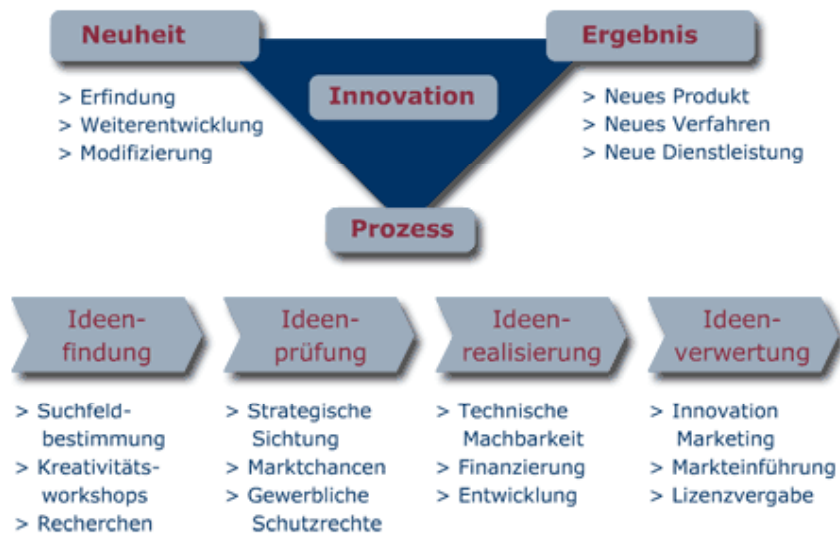 Neuheit
> Erfindung
> Weiterentwicklung
> Modifizierung
Innovation
Ergebnis
> Neues Produkt
> Neues Verfahren
> Neue Dienstleistung
Prozess
Ideen-
findung
> Suchfeld-
bestimmung
> Kreativitäts-
workshops
> Recherchen
Ideen-
prüfung
> Strategische
Sichtung
> Marktchancen
> Gewerbliche
Schutzrechte
Ideen-
realisierung
> Technische
Machbarkeit
> Finanzierung
> Entwicklung
Ideen-
verwertung
> Innovation
Marketing
> Markteinführung
> Lizenzvergabe